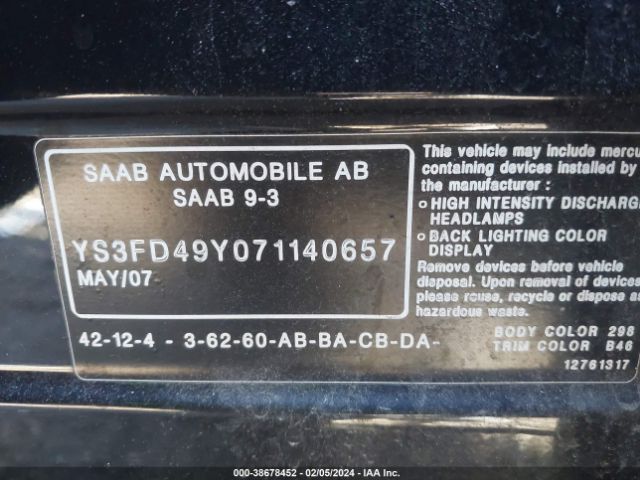 SAAB AUTOMOBILE AB
SAAB 9-3
YS3FD49Y071140657
MAY/07
42-12-4 - 3-62-60-AB-BA-CB-DA-
This vehicle may include mercu
containing devices installed by
the manufacturer :
○ HIGH INTENSITY DISCHARG
HEADLAMPS
○ BACK LIGHTING COLOR
DISPLAY
Remove devices before vehicle
disposal. Upon removal of devices
please reuse, recycle or dispose a
hazardous waste.
BODY COLOR 298
TRIM COLOR B46
12761317
000-38678452 - 02/05/2024 - IAA Inc.